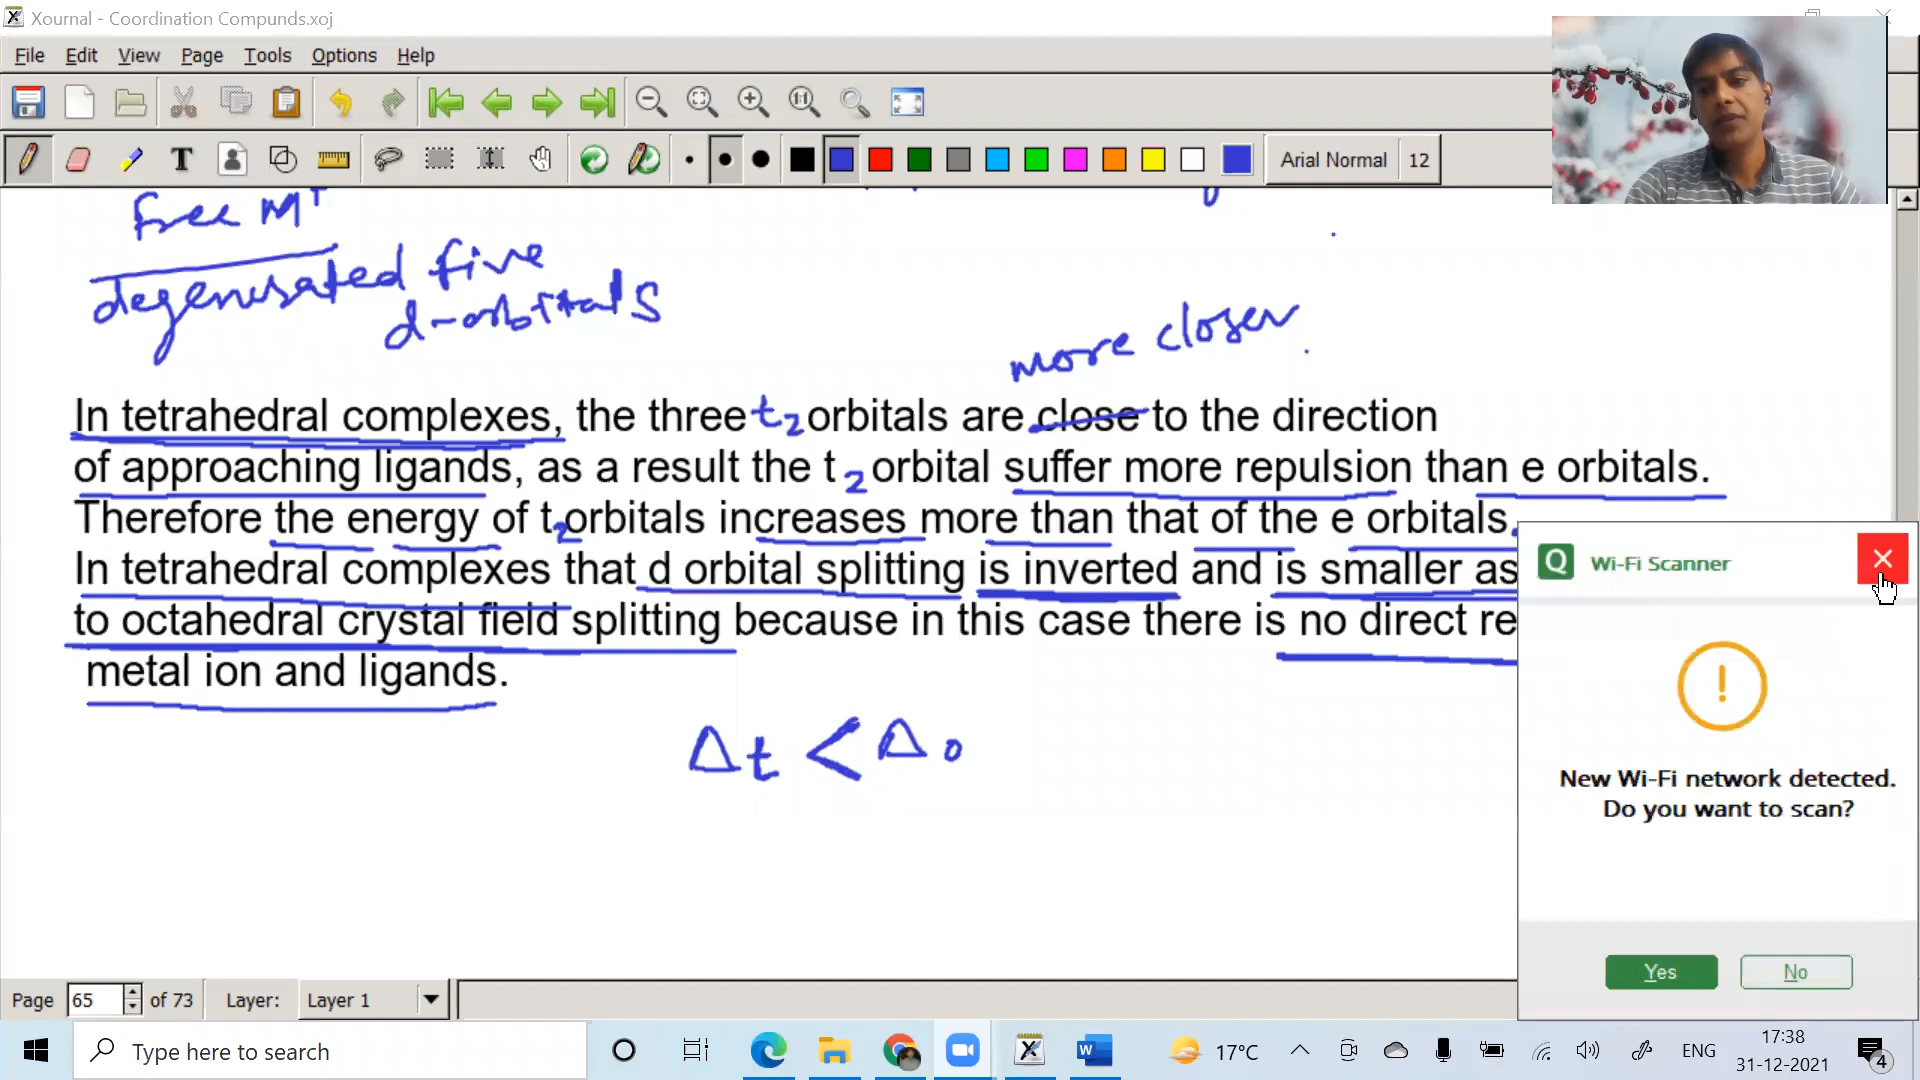 Xournal - Coordination Compunds.xoj
File Edit View Page Tools Options Help
Arial Normal 12
Free M+
degenerated five
d-orbitals
more closer
In tetrahedral complexes, the three t2 orbitals are close to the direction
of approaching ligands, as a result the t2 orbital suffer more repulsion than e orbitals.
Therefore the energy of t2 orbitals increases more than that of the e orbitals.
In tetrahedral complexes that d orbital splitting is inverted and is smaller as
to octahedral crystal field splitting because in this case there is no direct re
metal ion and ligands.
Δt < Δo
Q Wi-Fi Scanner
New Wi-Fi network detected.
Do you want to scan?
Yes No
Page 65 of 73 Layer: Layer 1
Type here to search
17°C
ENG
17:38
31-12-2021
4